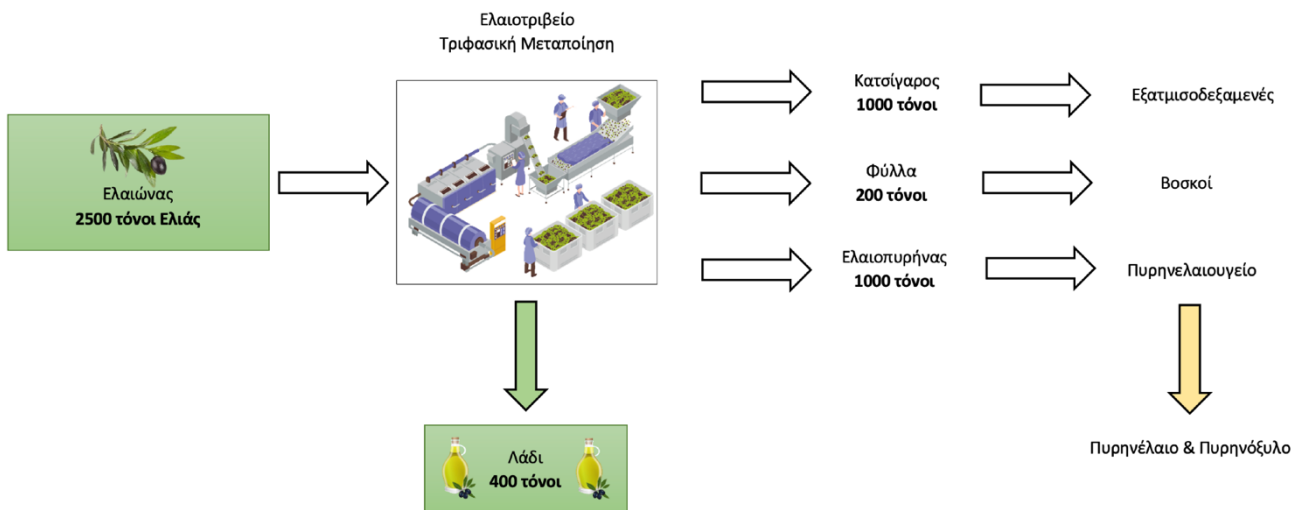 Ελαιοτριβείο
Τριφασική Μεταποίηση
Ελαιώνας
2500 τόνοι Ελιάς
Κατσίγαρος
1000 τόνοι
Εξατμισοδεξαμενές
Φύλλα
200 τόνοι
Βοσκοί
Ελαιοπυρήνας
1000 τόνοι
Πυρηνελαιουγείο
Λάδι
400 τόνοι
Πυρηνέλαιο & Πυρηνόξυλο